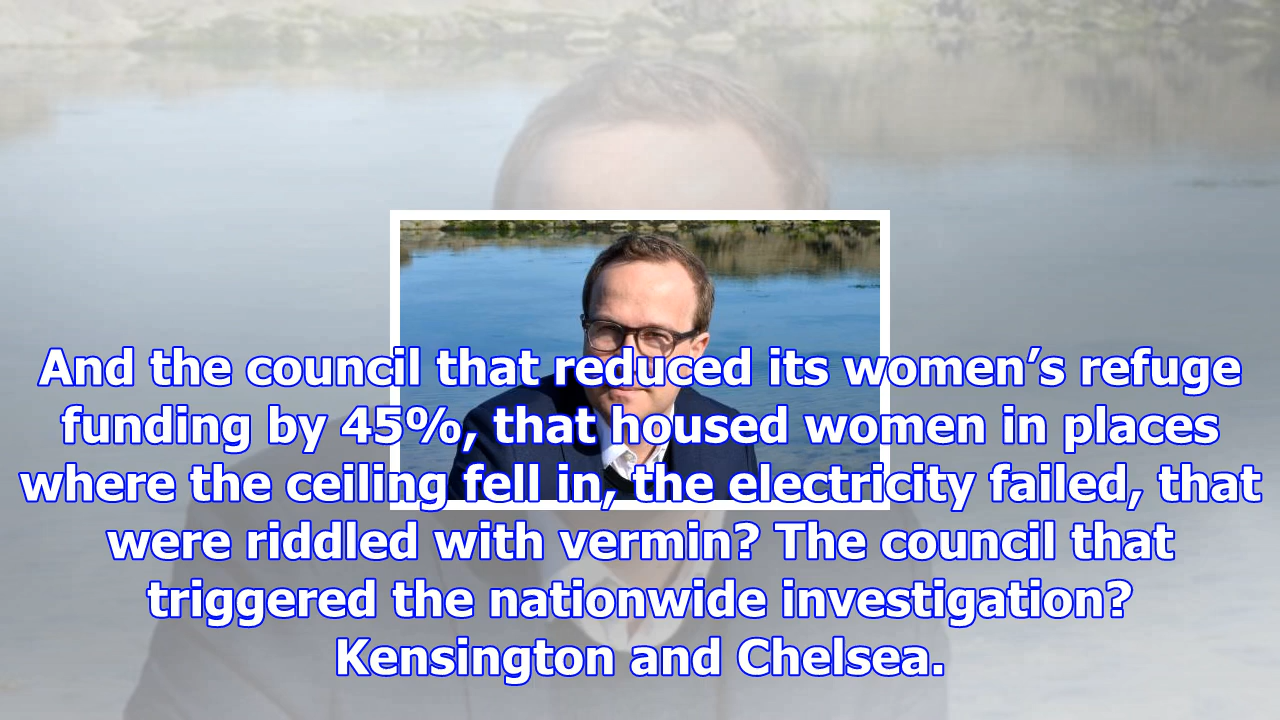 And the council that reduced its women’s refuge
funding by 45%, that housed women in places
where the ceiling fell in, the electricity failed, that
were riddled with vermin? The council that
triggered the nationwide investigation?
Kensington and Chelsea.